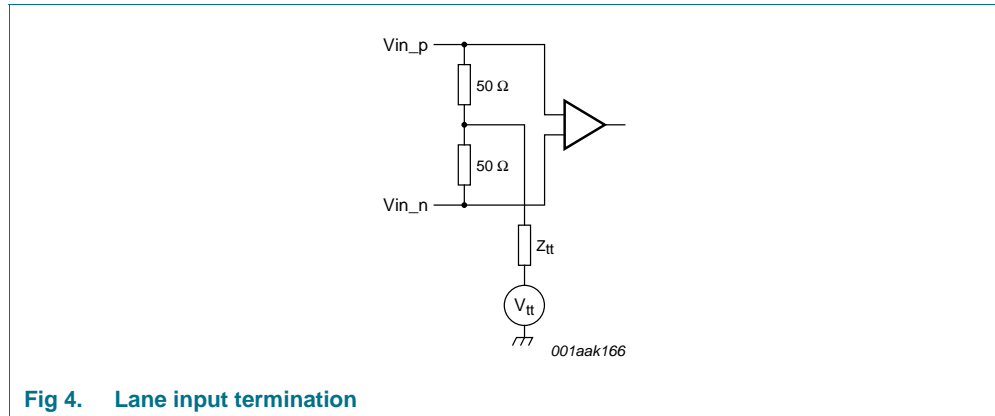 Vin_p
50 Ω
50 Ω
Vin_n
Ztt
Vtt
001aak166
Fig 4. Lane input termination